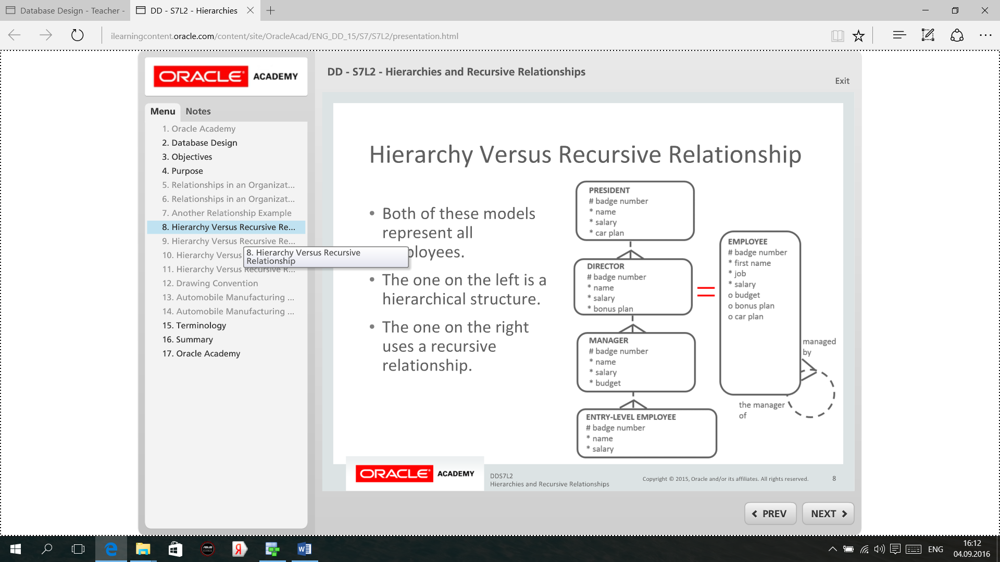 Database Design - Teacher -
DD - S7L2 - Hierarchies
ilearningcontent.oracle.com/content/site/OracleAcad/ENG_DD_15/S7/S7L2/presentation.html
ORACLE ACADEMY
DD - S7L2 - Hierarchies and Recursive Relationships
Exit
Menu
Notes
1. Oracle Academy
2. Database Design
3. Objectives
4. Purpose
5. Relationships in an Organizat...
6. Relationships in an Organizat...
7. Another Relationship Example
8. Hierarchy Versus Recursive Re...
9. Hierarchy Versus Recursive Re...
10. Hierarchy Versus
11. Hierarchy Versus Recursive R...
12. Drawing Convention
13. Automobile Manufacturing ...
14. Automobile Manufacturing ...
15. Terminology
16. Summary
17. Oracle Academy
8. Hierarchy Versus Recursive
Relationship
Hierarchy Versus Recursive Relationship
• Both of these models
represent all
ployees.
• The one on the left is a
hierarchical structure.
• The one on the right
uses a recursive
relationship.
PRESIDENT
# badge number
* name
* salary
* car plan
DIRECTOR
# badge number
* name
* salary
* bonus plan
MANAGER
# badge number
* name
* salary
* budget
ENTRY-LEVEL EMPLOYEE
# badge number
* name
* salary
=
EMPLOYEE
# badge number
* first name
* job
* salary
o budget
o bonus plan
o car plan
managed
by
the manager
of
ORACLE ACADEMY
DDS7L2
Hierarchies and Recursive Relationships
Copyright © 2015, Oracle and/or its affiliates. All rights reserved.
8
PREV
NEXT
ASUS
Я
W
ENG
16:12
04.09.2016